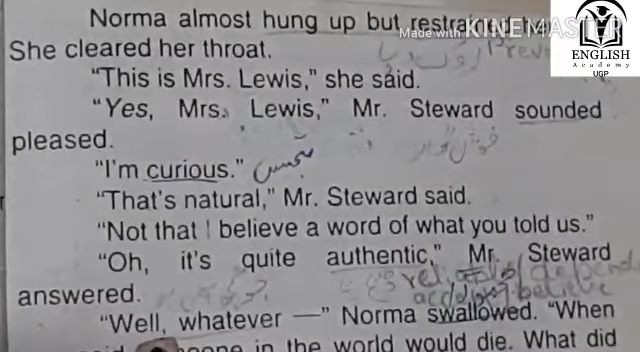 Norma almost hung up but restrained
She cleared her throat.
"This is Mrs. Lewis," she said.
"Yes, Mrs. Lewis," Mr. Steward sounded
pleased.
"I'm curious." تجسس
"That's natural," Mr. Steward said.
"Not that I believe a word of what you told us."
"Oh, it's quite authentic," Mr. Steward
answered.
"Well, whatever —" Norma swallowed. "When
in the world would die. What did
Made with KINEMASTER
ENGLISH
Academy
UGP